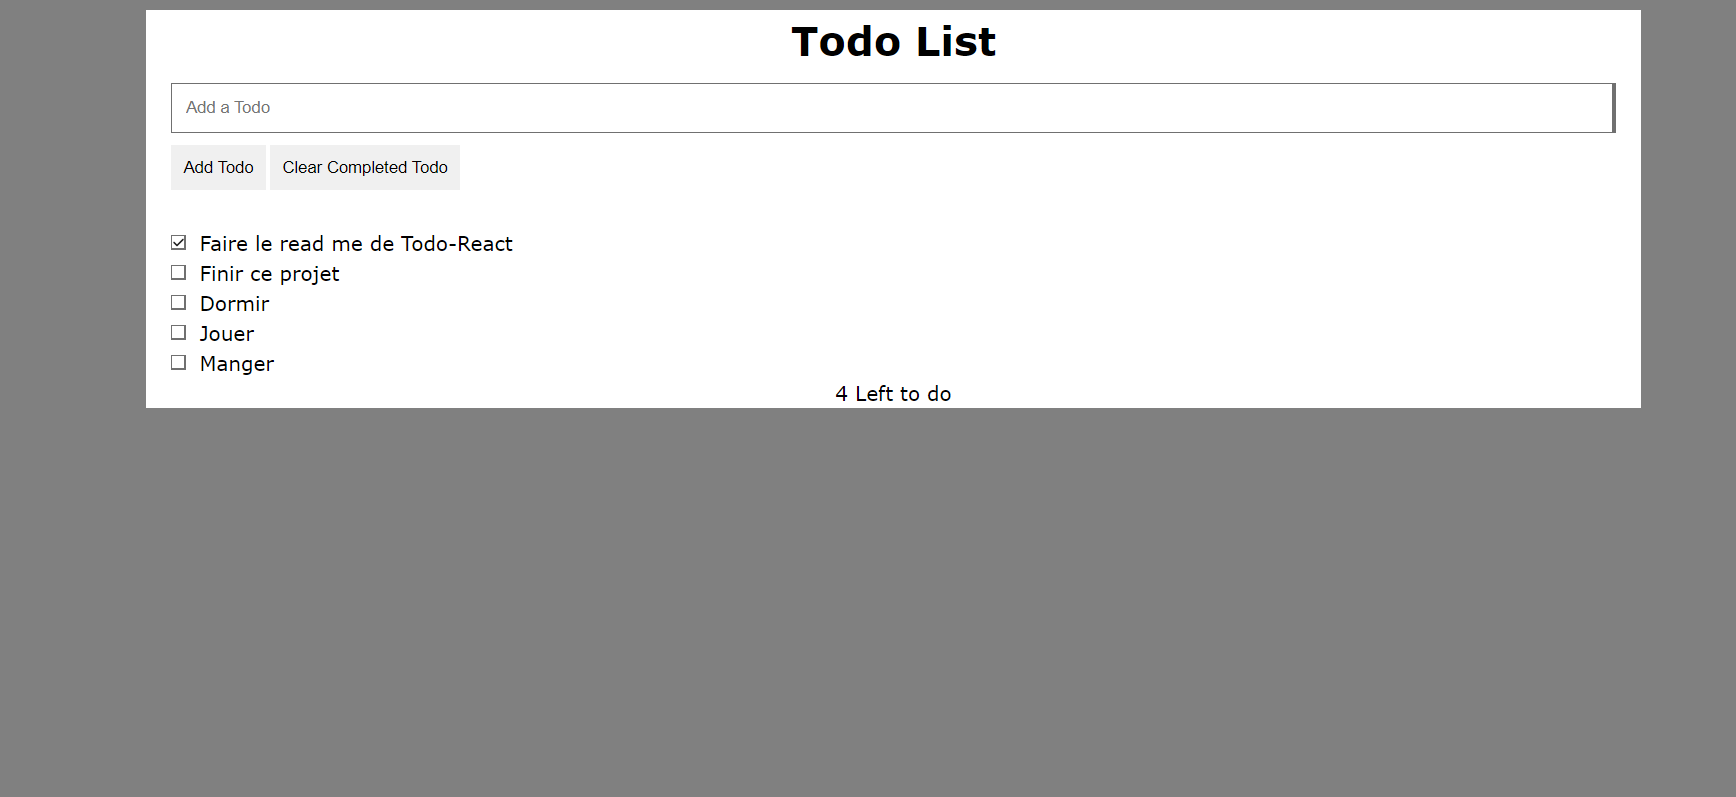 Todo List
Add a Todo
Add Todo Clear Completed Todo
Faire le read me de Todo-React
Finir ce projet
Dormir
Jouer
Manger
4 Left to do